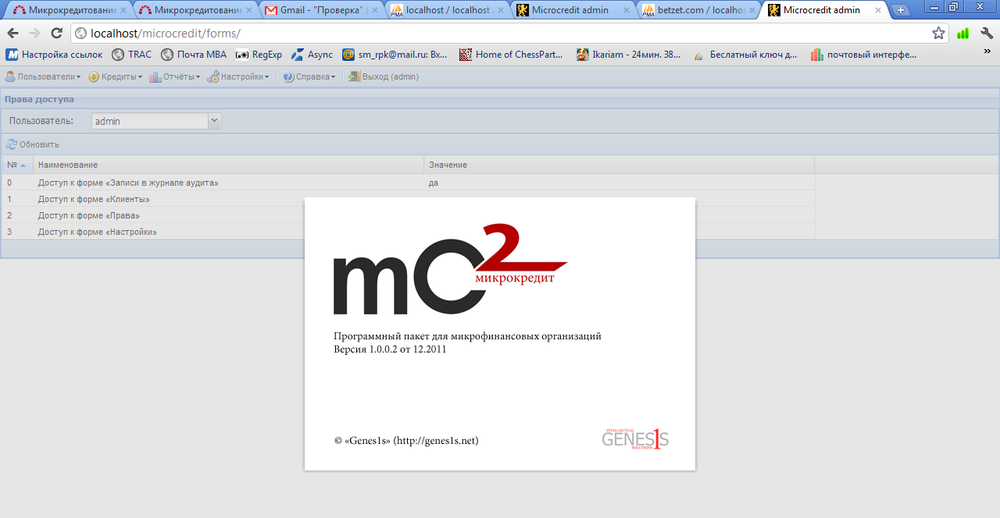 Микрокредитование
Микрокредитование
Gmail - "Проверка"
localhost / localhost
Microcredit admin
betzet.com / localhos
Microcredit admin
localhost/microcredit/forms/
Настройка ссылок
TRAC
Почта МВА
RegExp
Async
sm_rpk@mail.ru: Вх...
Home of ChessPart...
Ikariam - 24мин. 38...
Беслатный ключ д...
почтовый интерфе...
»
Пользователи
Кредиты
Отчёты
Настройки
Справка
Выход (admin)
Права доступа
Пользователь:
admin
Обновить
№ Наименование Значение
0 Доступ к форме «Записи в журнале аудита» да
1 Доступ к форме «Клиенты»
2 Доступ к форме «Права»
3 Доступ к форме «Настройки»
mC2
микрокредит
Программный пакет для микрофинансовых организаций
Версия 1.0.0.2 от 12.2011
© «Genes1s» (http://genes1s.net)
INTELLECTUAL
GENES1S
SOLUTIONS